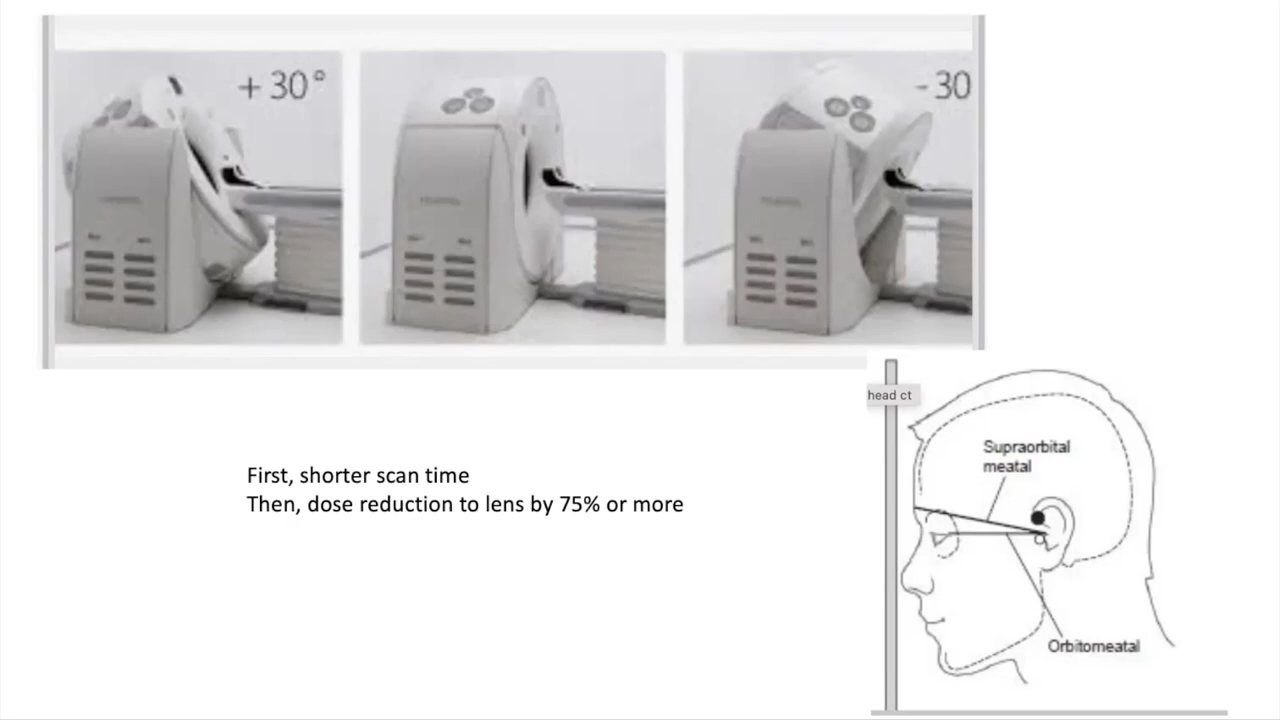 +30°
-30
head ct
Supraorbital
meatal
First, shorter scan time
Then, dose reduction to lens by 75% or more
Orbitomeatal